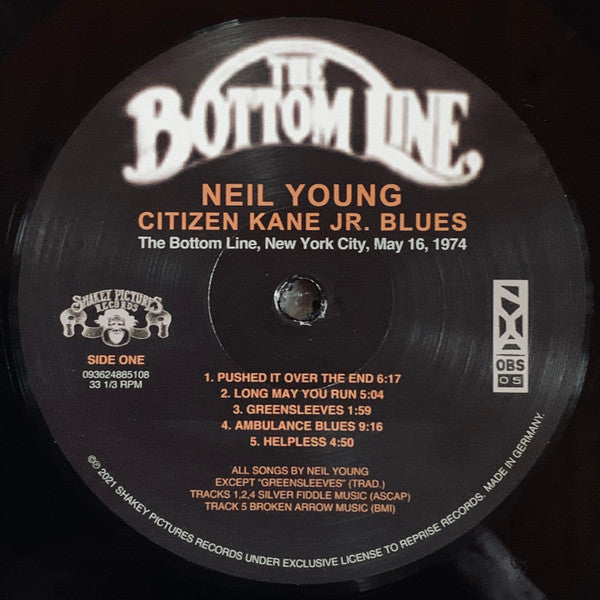 THE
BOTTOM LINE
NEIL YOUNG
CITIZEN KANE JR. BLUES
The Bottom Line, New York City, May 16, 1974
SHAKEY PICTURES
RECORDS
SIDE ONE
093624885108
33 1/3 RPM
NYA
OBS
05
1. PUSHED IT OVER THE END 6:17
2. LONG MAY YOU RUN 5:04
3. GREENSLEEVES 1:59
4. AMBULANCE BLUES 9:16
5. HELPLESS 4:50
ALL SONGS BY NEIL YOUNG
EXCEPT "GREENSLEEVES" (TRAD.)
TRACKS 1,2,4 SILVER FIDDLE MUSIC (ASCAP)
TRACK 5 BROKEN ARROW MUSIC (BMI)
©℗ 2021 SHAKEY PICTURES RECORDS UNDER EXCLUSIVE LICENSE TO REPRISE RECORDS. MADE IN GERMANY.